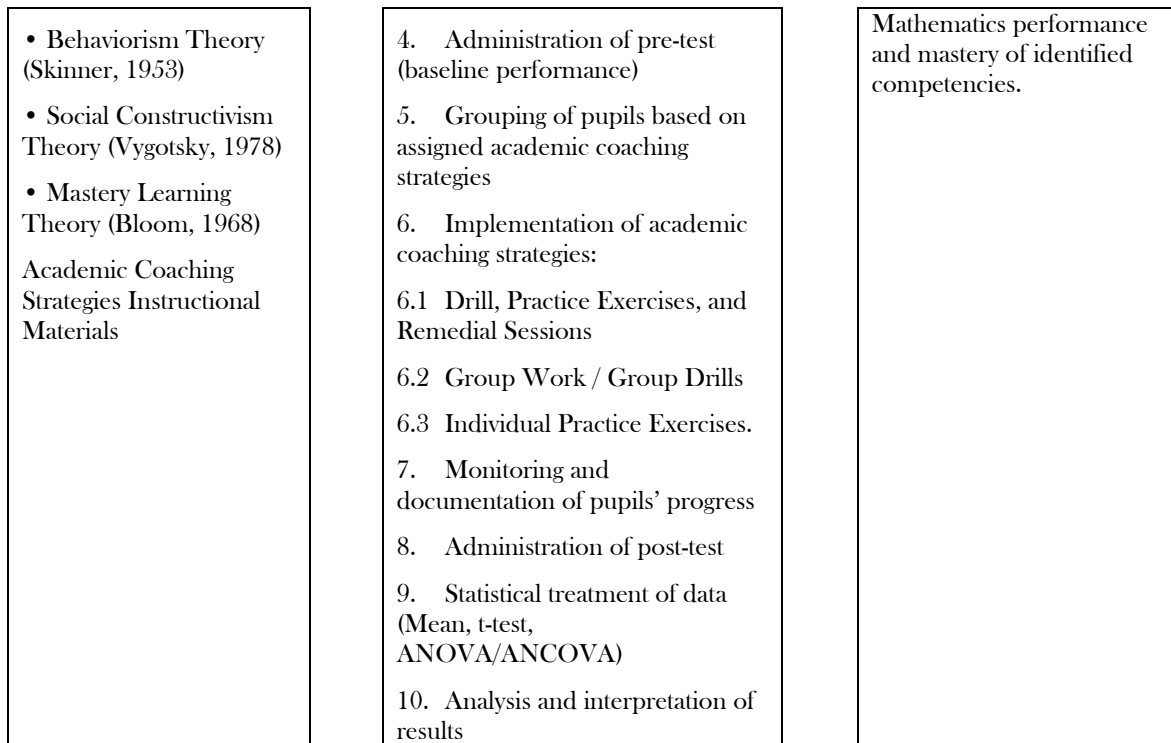 • Behaviorism Theory
(Skinner, 1953)
• Social Constructivism
Theory (Vygotsky, 1978)
• Mastery Learning
Theory (Bloom, 1968)
Academic Coaching
Strategies Instructional
Materials
4. Administration of pre-test
(baseline performance)
5. Grouping of pupils based on
assigned academic coaching
strategies
6. Implementation of academic
coaching strategies:
6.1 Drill, Practice Exercises, and
Remedial Sessions
6.2 Group Work / Group Drills
6.3 Individual Practice Exercises.
7. Monitoring and
documentation of pupils’ progress
8. Administration of post-test
9. Statistical treatment of data
(Mean, t-test,
ANOVA/ANCOVA)
10. Analysis and interpretation of
results
Mathematics performance
and mastery of identified
competencies.